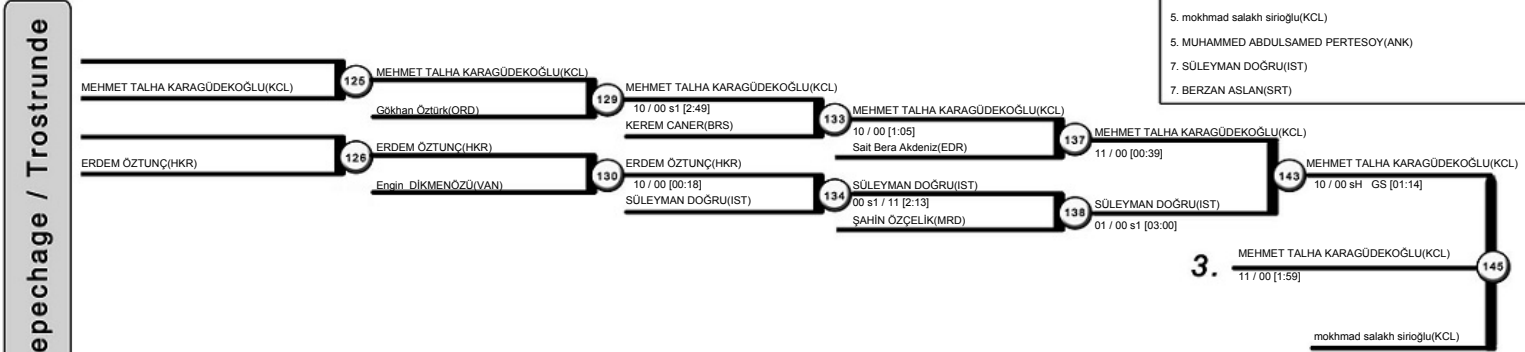 epechage / Trostrunde
5. mokhmad salakh sirioğlu(KCL)
5. MUHAMMED ABDULSAMED PERTESOY(ANK)
7. SÜLEYMAN DOĞRU(IST)
7. BERZAN ASLAN(SRT)
MEHMET TALHA KARAGÜDEKOĞLU(KCL)
125
MEHMET TALHA KARAGÜDEKOĞLU(KCL)
Gökhan Öztürk(ORD)
129
MEHMET TALHA KARAGÜDEKOĞLU(KCL)
10 / 00 s1 [2:49]
KEREM CANER(BRS)
133
MEHMET TALHA KARAGÜDEKOĞLU(KCL)
10 / 00 [1:05]
Sait Bera Akdeniz(EDR)
137
MEHMET TALHA KARAGÜDEKOĞLU(KCL)
11 / 00 [00:39]
ERDEM ÖZTUNÇ(HKR)
126
ERDEM ÖZTUNÇ(HKR)
Engin DİKMENÖZÜ(VAN)
130
ERDEM ÖZTUNÇ(HKR)
10 / 00 [00:18]
SÜLEYMAN DOĞRU(IST)
134
SÜLEYMAN DOĞRU(IST)
00 s1 / 11 [2:13]
ŞAHİN ÖZÇELİK(MRD)
138
SÜLEYMAN DOĞRU(IST)
01 / 00 s1 [03:00]
143
MEHMET TALHA KARAGÜDEKOĞLU(KCL)
10 / 00 sH GS [01:14]
3.
MEHMET TALHA KARAGÜDEKOĞLU(KCL)
11 / 00 [1:59]
145
mokhmad salakh sirioğlu(KCL)